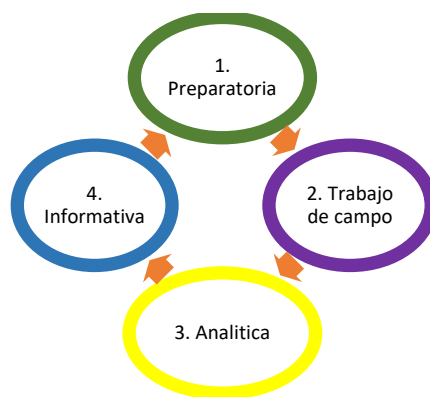 1.
Preparatoria
2. Trabajo
de campo
3. Analitica
4.
Informativa